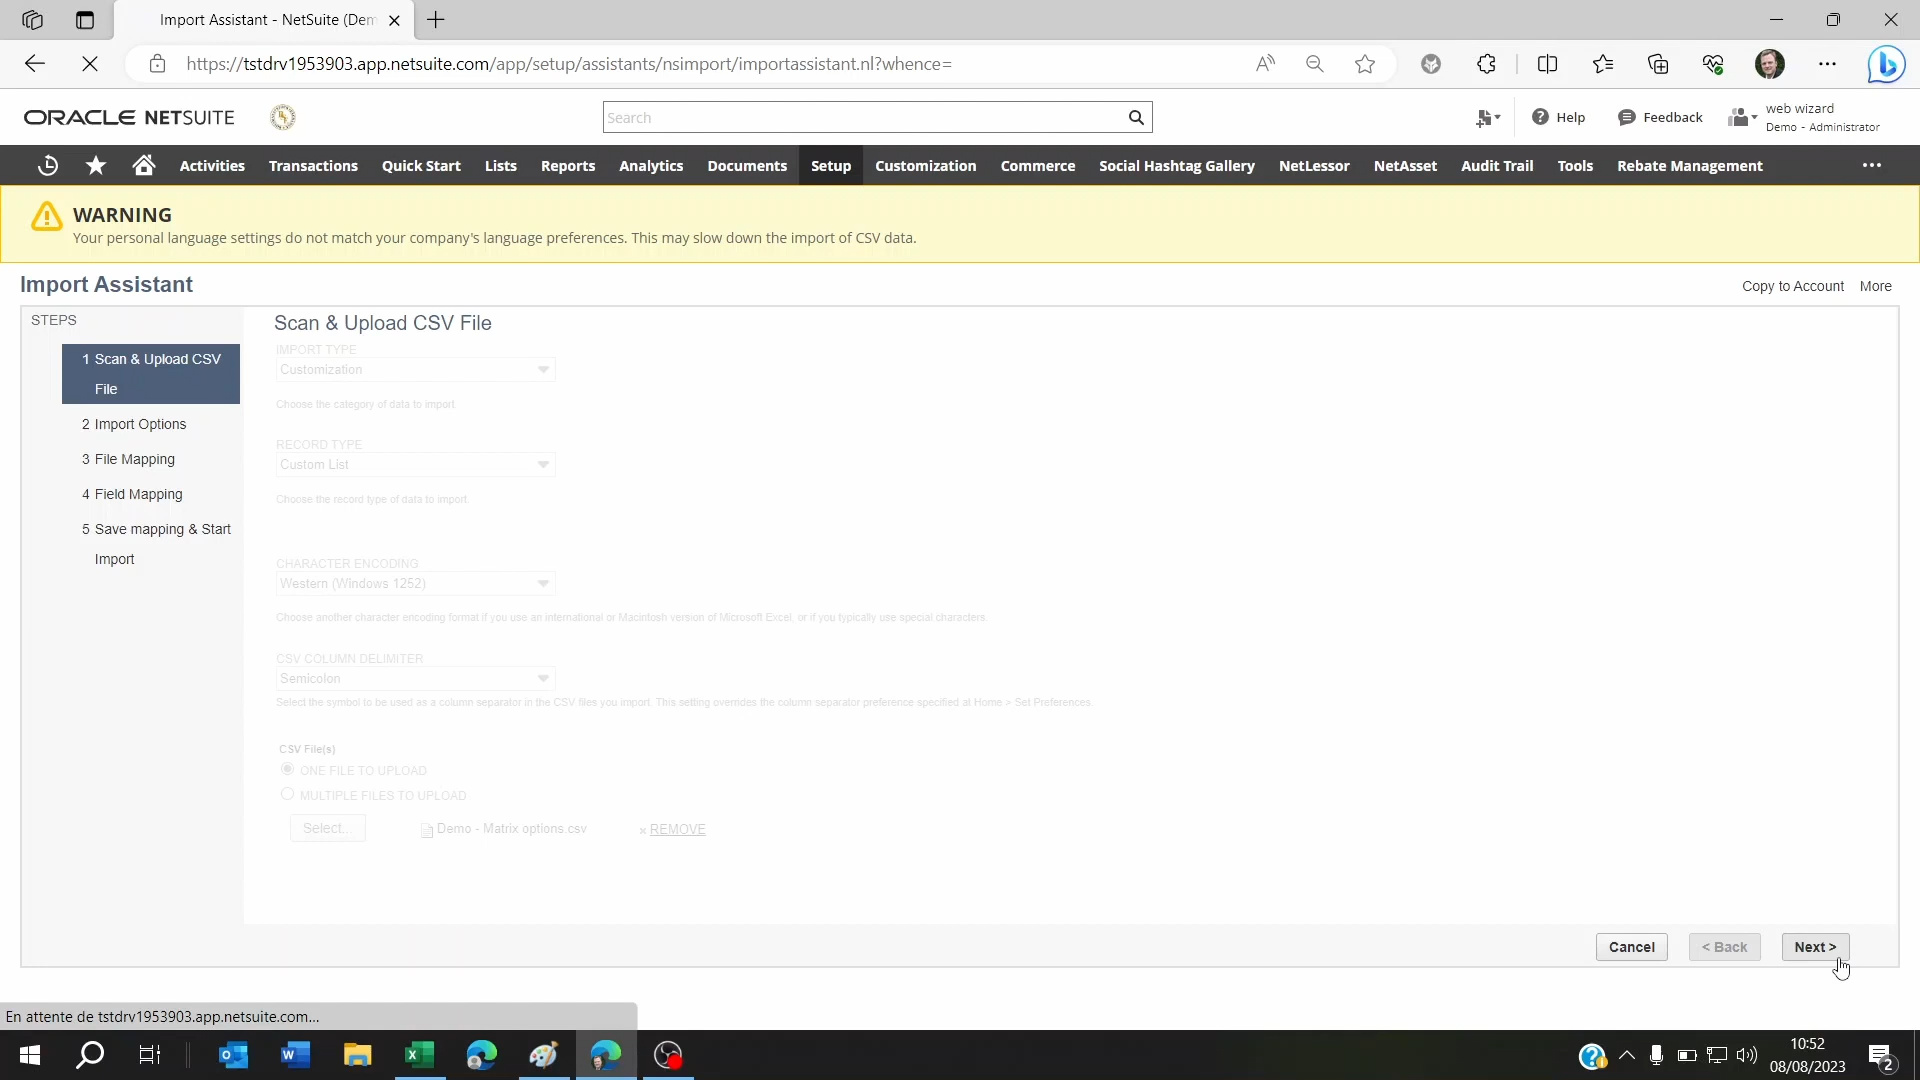 Import Assistant - NetSuite (Dem
https://tstdrv1953903.app.netsuite.com/app/setup/assistants/nsimport/importassistant.nl?whence=
ORACLE NETSUITE
Search
Help
Feedback
web wizard
Demo - Administrator
Activities
Transactions
Quick Start
Lists
Reports
Analytics
Documents
Setup
Customization
Commerce
Social Hashtag Gallery
NetLessor
NetAsset
Audit Trail
Tools
Rebate Management
WARNING
Your personal language settings do not match your company's language preferences. This may slow down the import of CSV data.
Import Assistant
Copy to Account
More
STEPS
1 Scan & Upload CSV
File
2 Import Options
3 File Mapping
4 Field Mapping
5 Save mapping & Start
Import
Scan & Upload CSV File
IMPORT TYPE
Customization
Choose the category of data to import.
RECORD TYPE
Custom List
Choose the record type of data to import.
CHARACTER ENCODING
Western (Windows 1252)
Choose another character encoding format if you use an international or Macintosh version of Microsoft Excel, or if you typically use special characters.
CSV COLUMN DELIMITER
Semicolon
Select the symbol to be used as a column separator in the CSV files you import. This setting overrides the column separator preference specified at Home > Set Preferences.
CSV File(s)
ONE FILE TO UPLOAD
MULTIPLE FILES TO UPLOAD
Select...
Demo - Matrix options.csv
x REMOVE
Cancel
< Back
Next >
En attente de tstdrv1953903.app.netsuite.com...
10:52
08/08/2023
2